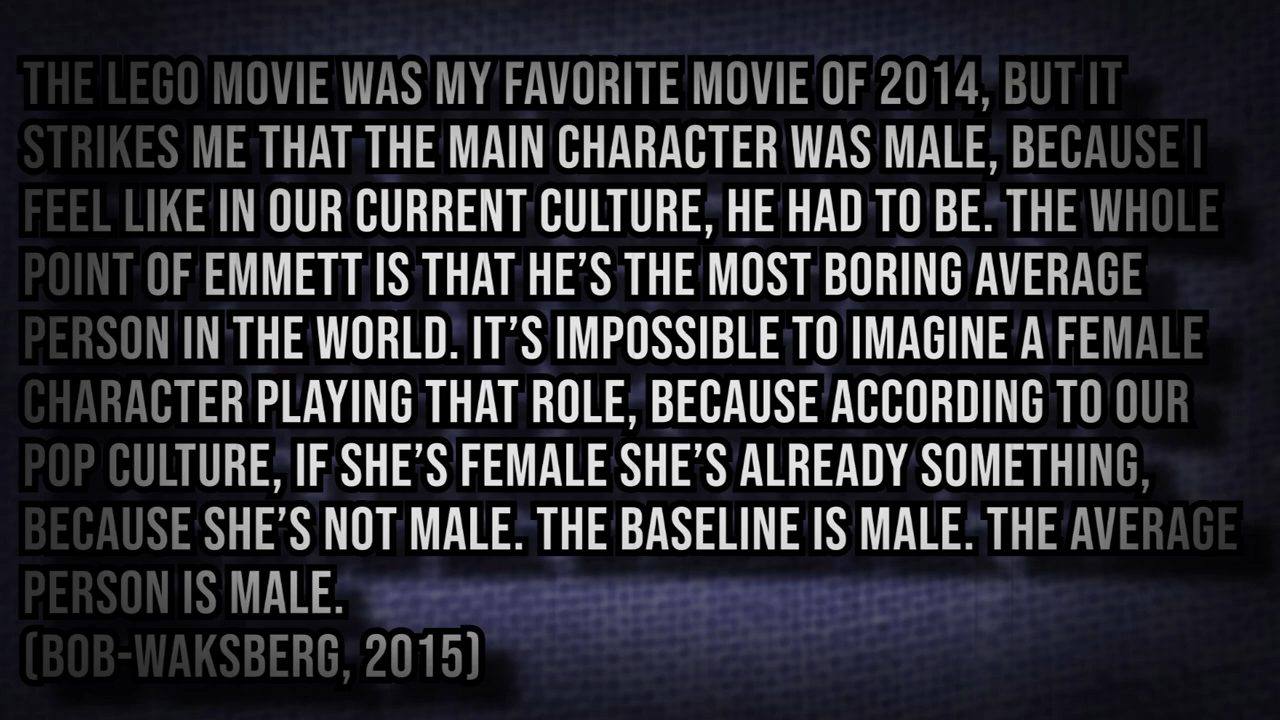 THE LEGO MOVIE WAS MY FAVORITE MOVIE OF 2014, BUT IT
STRIKES ME THAT THE MAIN CHARACTER WAS MALE, BECAUSE I
FEEL LIKE IN OUR CURRENT CULTURE, HE HAD TO BE. THE WHOLE
POINT OF EMMETT IS THAT HE’S THE MOST BORING AVERAGE
PERSON IN THE WORLD. IT’S IMPOSSIBLE TO IMAGINE A FEMALE
CHARACTER PLAYING THAT ROLE, BECAUSE ACCORDING TO OUR
POP CULTURE, IF SHE’S FEMALE SHE’S ALREADY SOMETHING,
BECAUSE SHE’S NOT MALE. THE BASELINE IS MALE. THE AVERAGE
PERSON IS MALE.
(BOB-WAKSBERG, 2015)